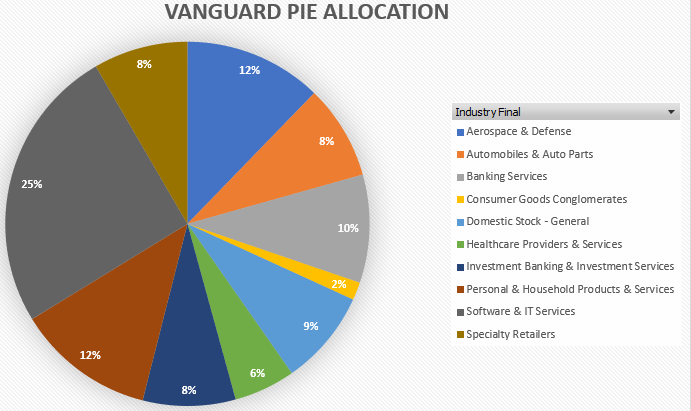 VANGUARD PIE ALLOCATION
8%
12%
8%
25%
10%
2%
9%
12%
6%
8%
Industry Final
Aerospace & Defense
Automobiles & Auto Parts
Banking Services
Consumer Goods Conglomerates
Domestic Stock - General
Healthcare Providers & Services
Investment Banking & Investment Services
Personal & Household Products & Services
Software & IT Services
Specialty Retailers